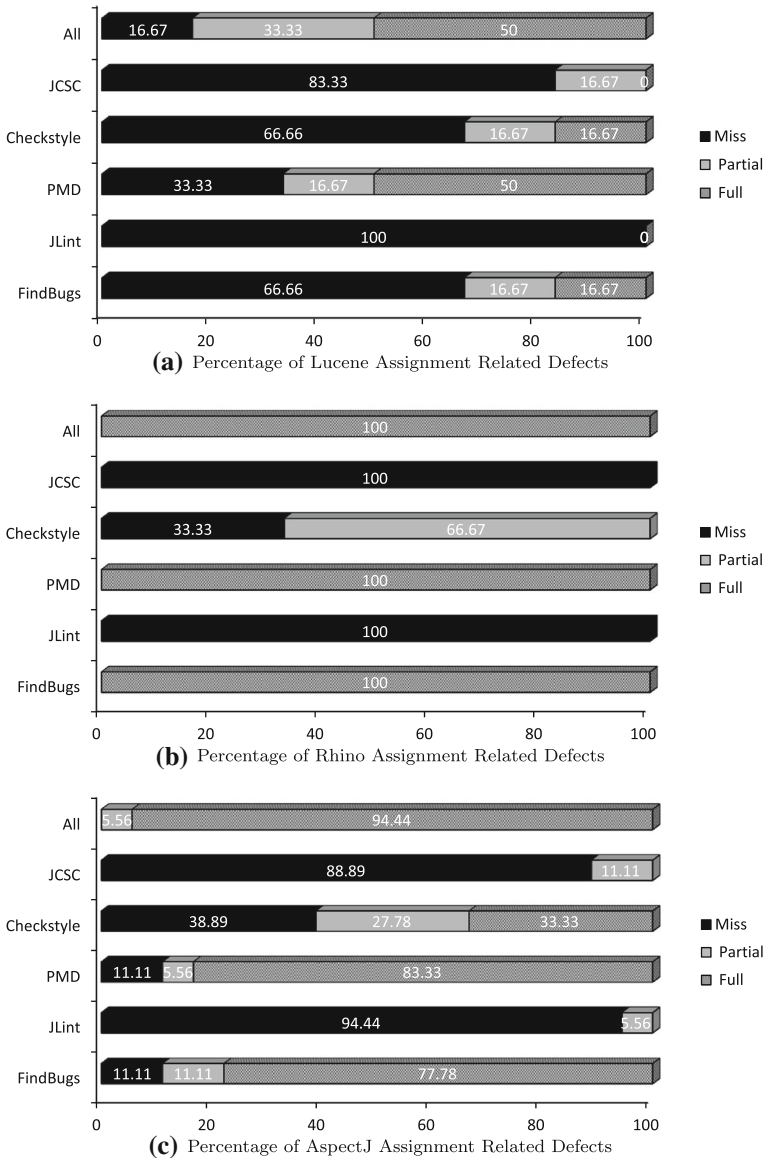 All
16.67 33.33 50
JCSC
83.33 16.67 0
Checkstyle
66.66 16.67 16.67
PMD
33.33 16.67 50
JLint
100 0
FindBugs
66.66 16.67 16.67
0 20 40 60 80 100
Miss
Partial
Full
(a) Percentage of Lucene Assignment Related Defects
All
100
JCSC
100
Checkstyle
33.33 66.67
PMD
100
JLint
100
FindBugs
100
0 20 40 60 80 100
Miss
Partial
Full
(b) Percentage of Rhino Assignment Related Defects
All
5.56 94.44
JCSC
88.89 11.11
Checkstyle
38.89 27.78 33.33
PMD
11.11 5.56 83.33
JLint
94.44 5.56
FindBugs
11.11 11.11 77.78
0 20 40 60 80 100
Miss
Partial
Full
(c) Percentage of AspectJ Assignment Related Defects